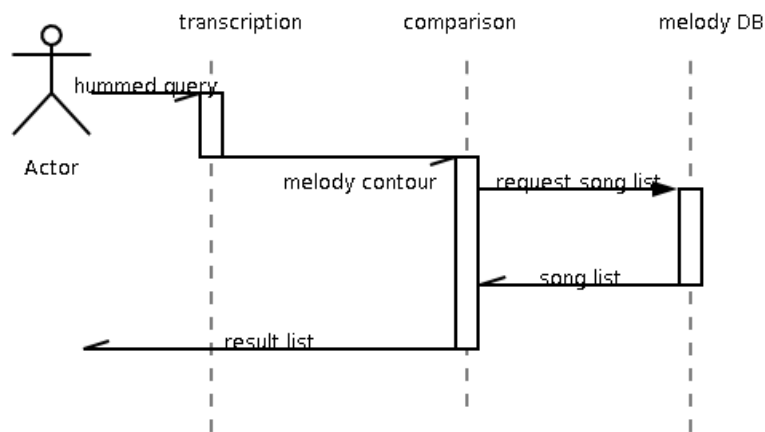 transcription
comparison
melody DB
hummed query
Actor
melody contour
request song list
song list
result list